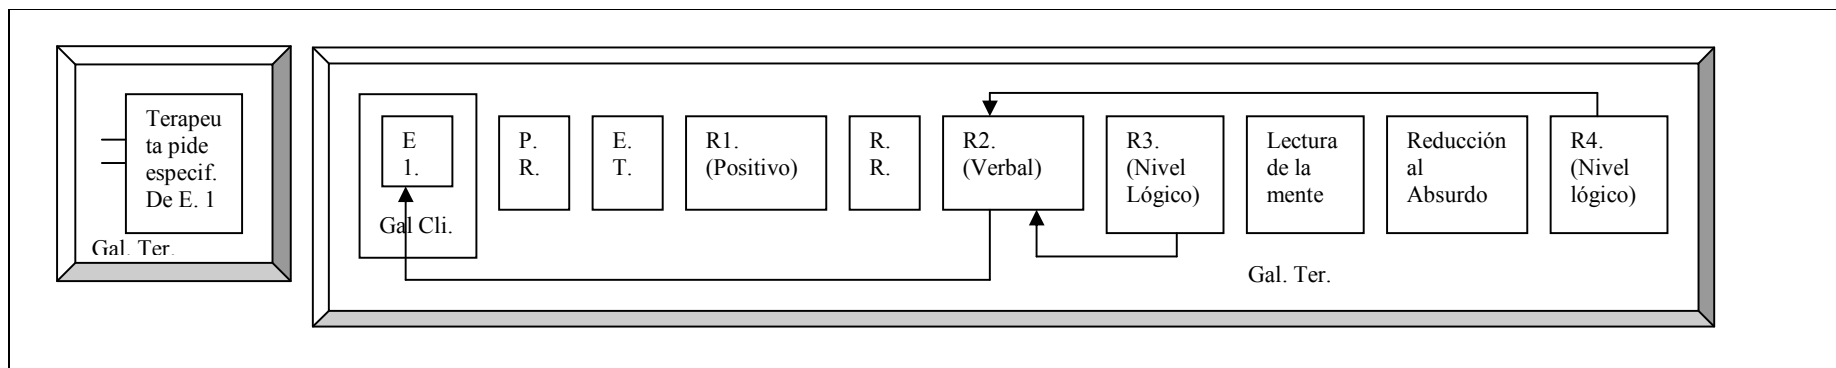 Terapeu
ta pide
especif.
De E. 1
Gal. Ter.
E
1.
Gal Cli.
P.
R.
E.
T.
R1.
(Positivo)
R.
R.
R2.
(Verbal)
R3.
(Nivel
Lógico)
Lectura
de la
mente
Reducción
al
Absurdo
R4.
(Nivel
lógico)
Gal. Ter.